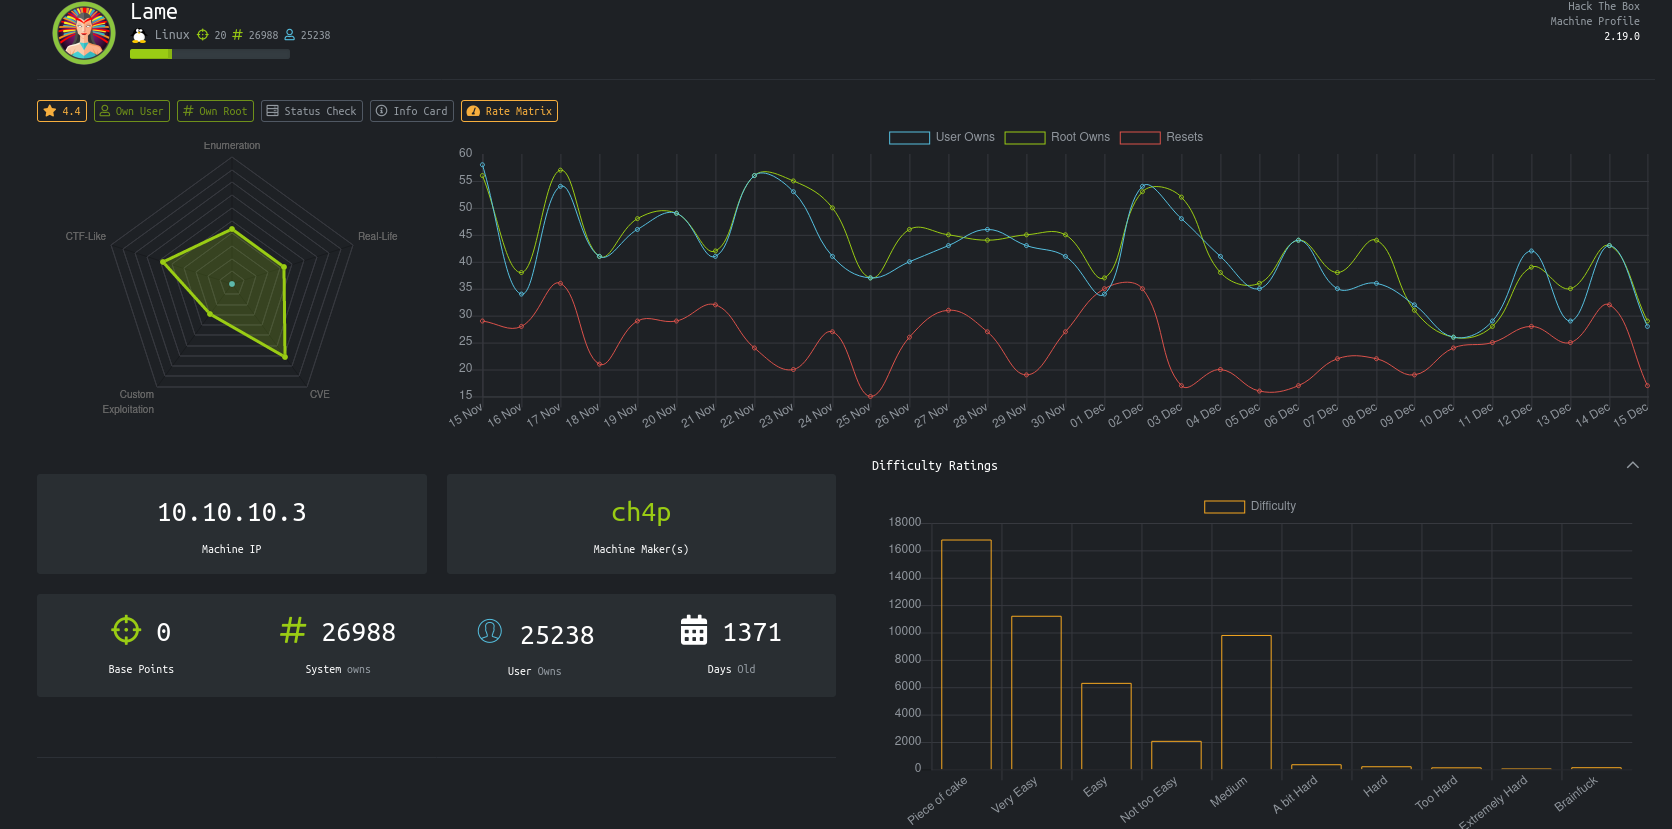 Lame
Linux 20 26988 25238
Hack The Box
Machine Profile
2.19.0
4.4 Own User Own Root Status Check Info Card Rate Matrix
Enumeration
CTF-Like
Real-Life
Custom
Exploitation
CVE
User Owns Root Owns Resets
60
55
50
45
40
35
30
25
20
15
15 Nov 16 Nov 17 Nov 18 Nov 19 Nov 20 Nov 21 Nov 22 Nov 23 Nov 24 Nov 25 Nov 26 Nov 27 Nov 28 Nov 29 Nov 30 Nov 01 Dec 02 Dec 03 Dec 04 Dec 05 Dec 06 Dec 07 Dec 08 Dec 09 Dec 10 Dec 11 Dec 12 Dec 13 Dec 14 Dec 15 Dec
10.10.10.3
Machine IP
ch4p
Machine Maker(s)
0
Base Points
26988
System owns
25238
User Owns
1371
Days Old
Difficulty Ratings
Difficulty
18000
16000
14000
12000
10000
8000
6000
4000
2000
0
Piece of cake Very Easy Easy Not too Easy Medium A bit Hard Hard Too Hard Extremely Hard Brainfuck